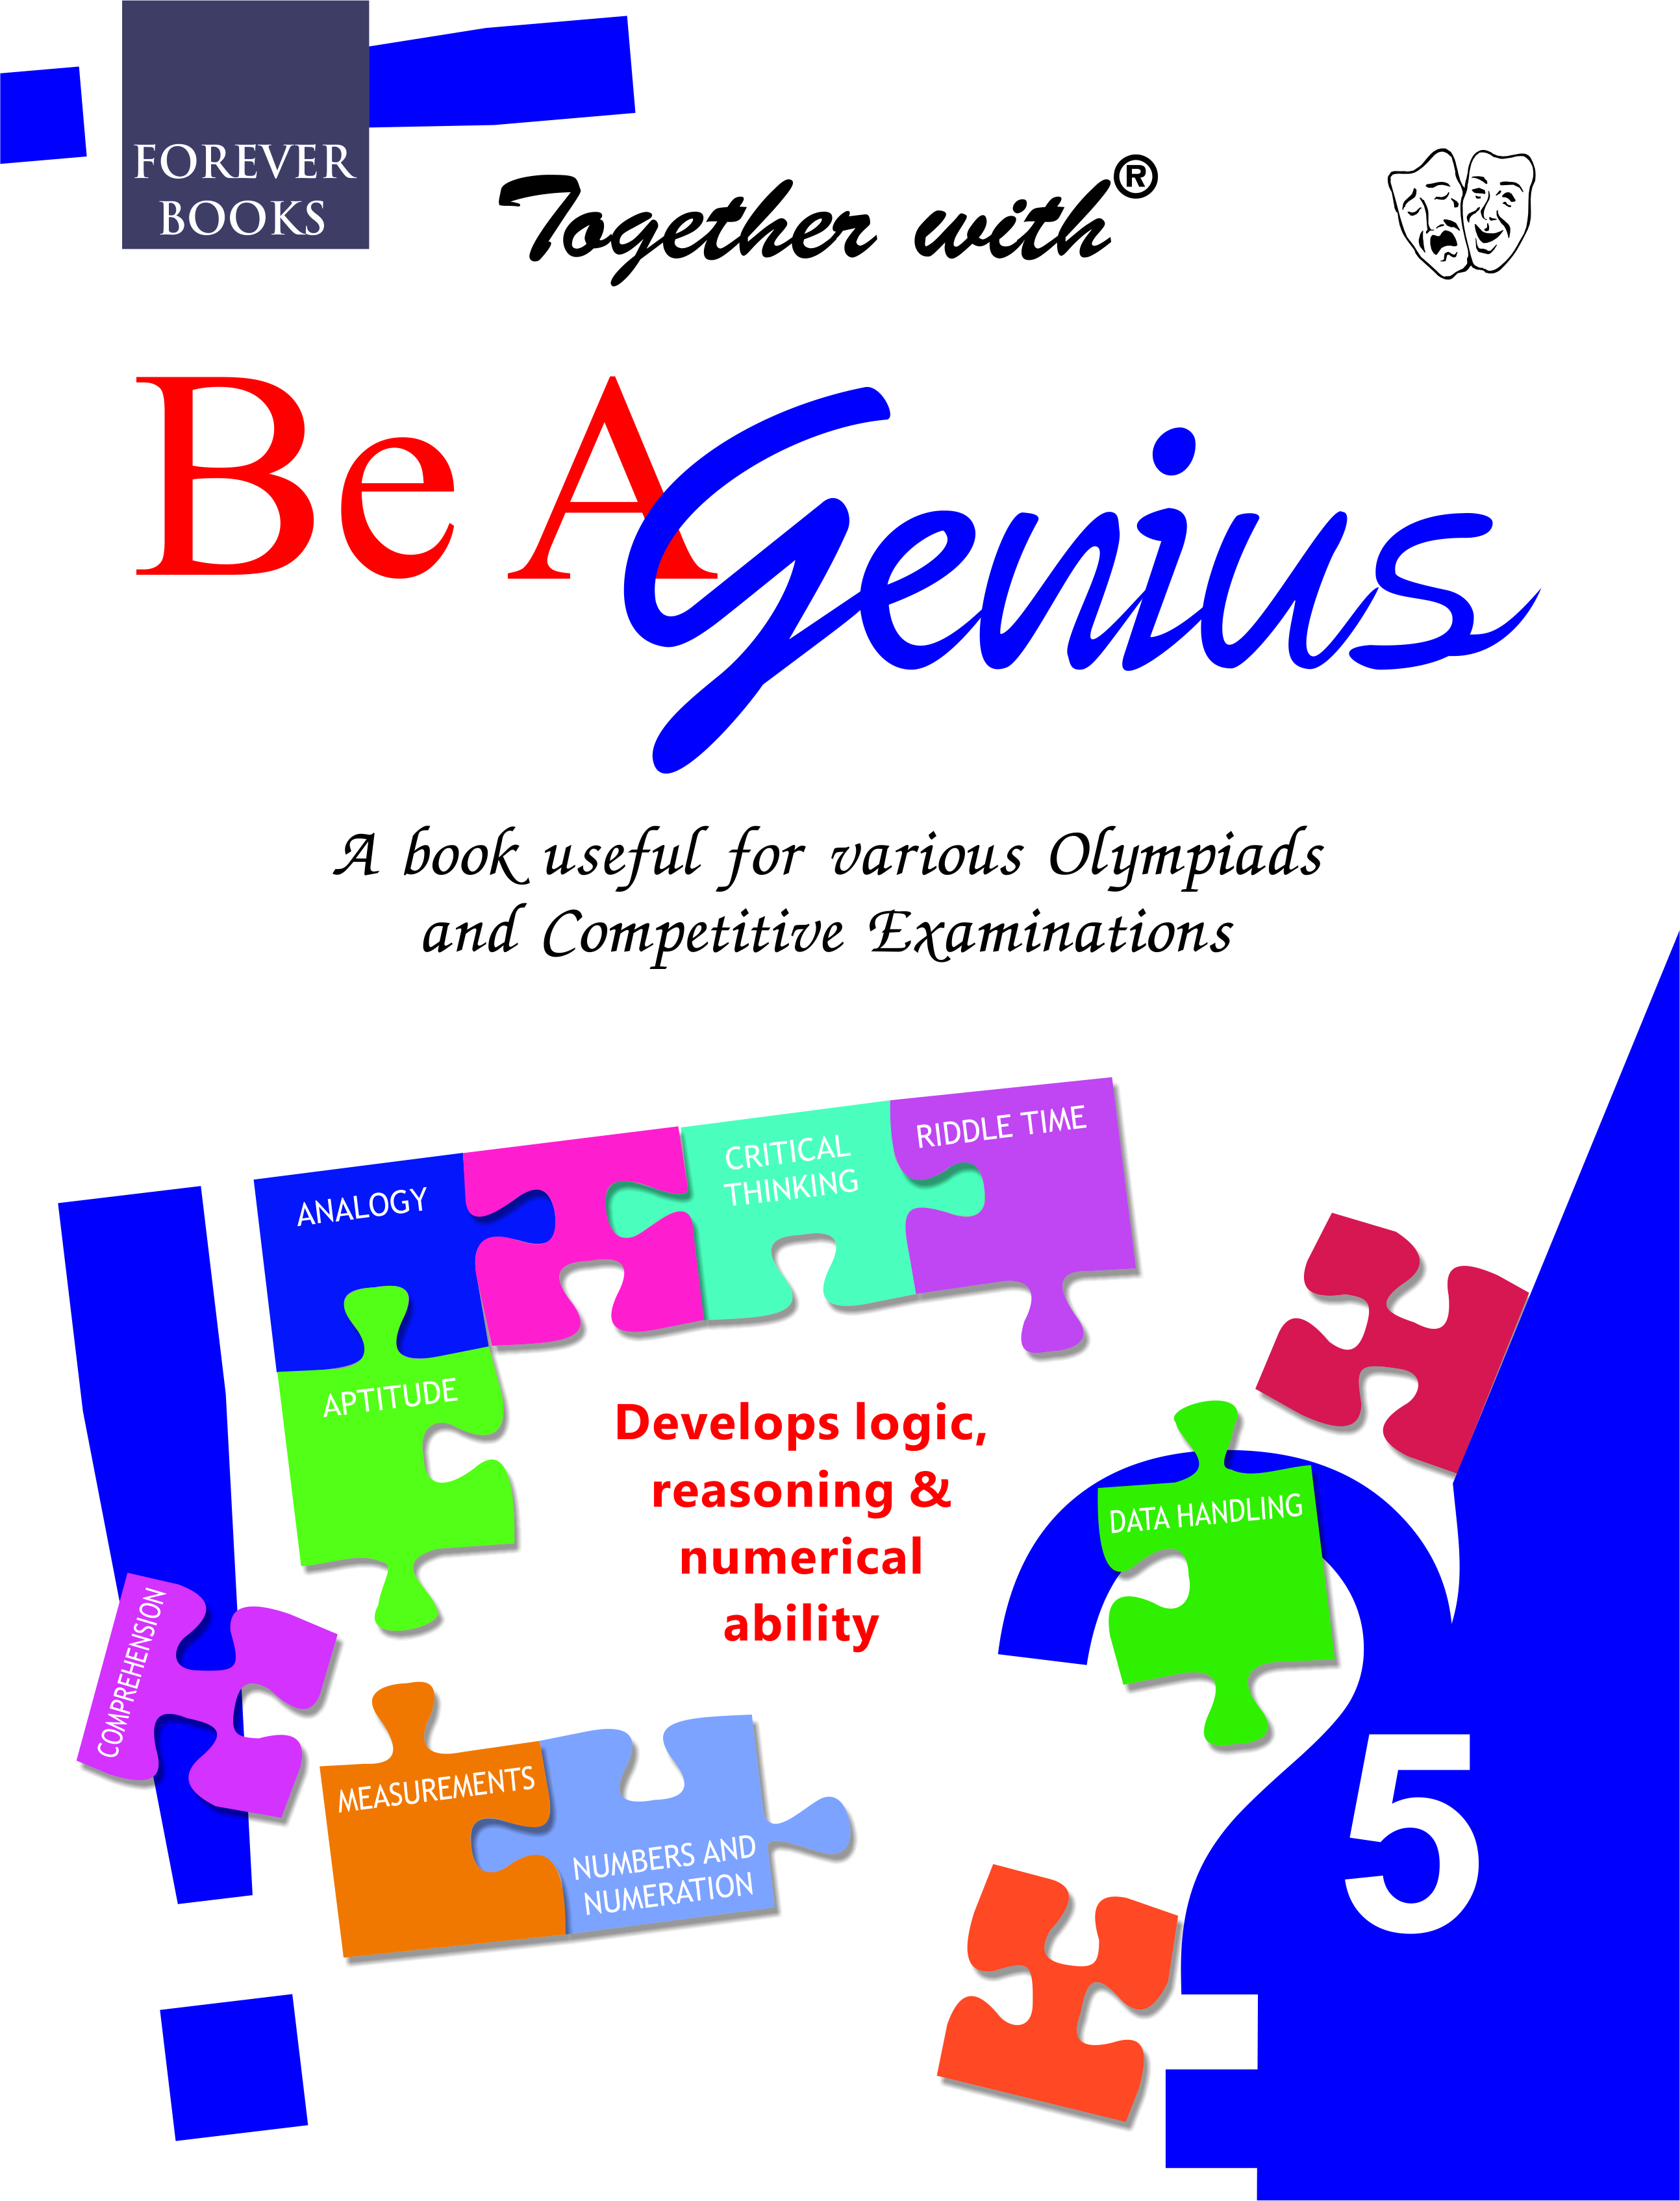 FOREVER
BOOKS
Together with®
Be A Genius
A book useful for various Olympiads
and Competitive Examinations
ANALOGY
CRITICAL
THINKING
RIDDLE TIME
APTITUDE
Develops logic,
reasoning &
numerical
ability
DATA HANDLING
COMPREHENSION
MEASUREMENTS
NUMBERS AND
NUMERATION
5